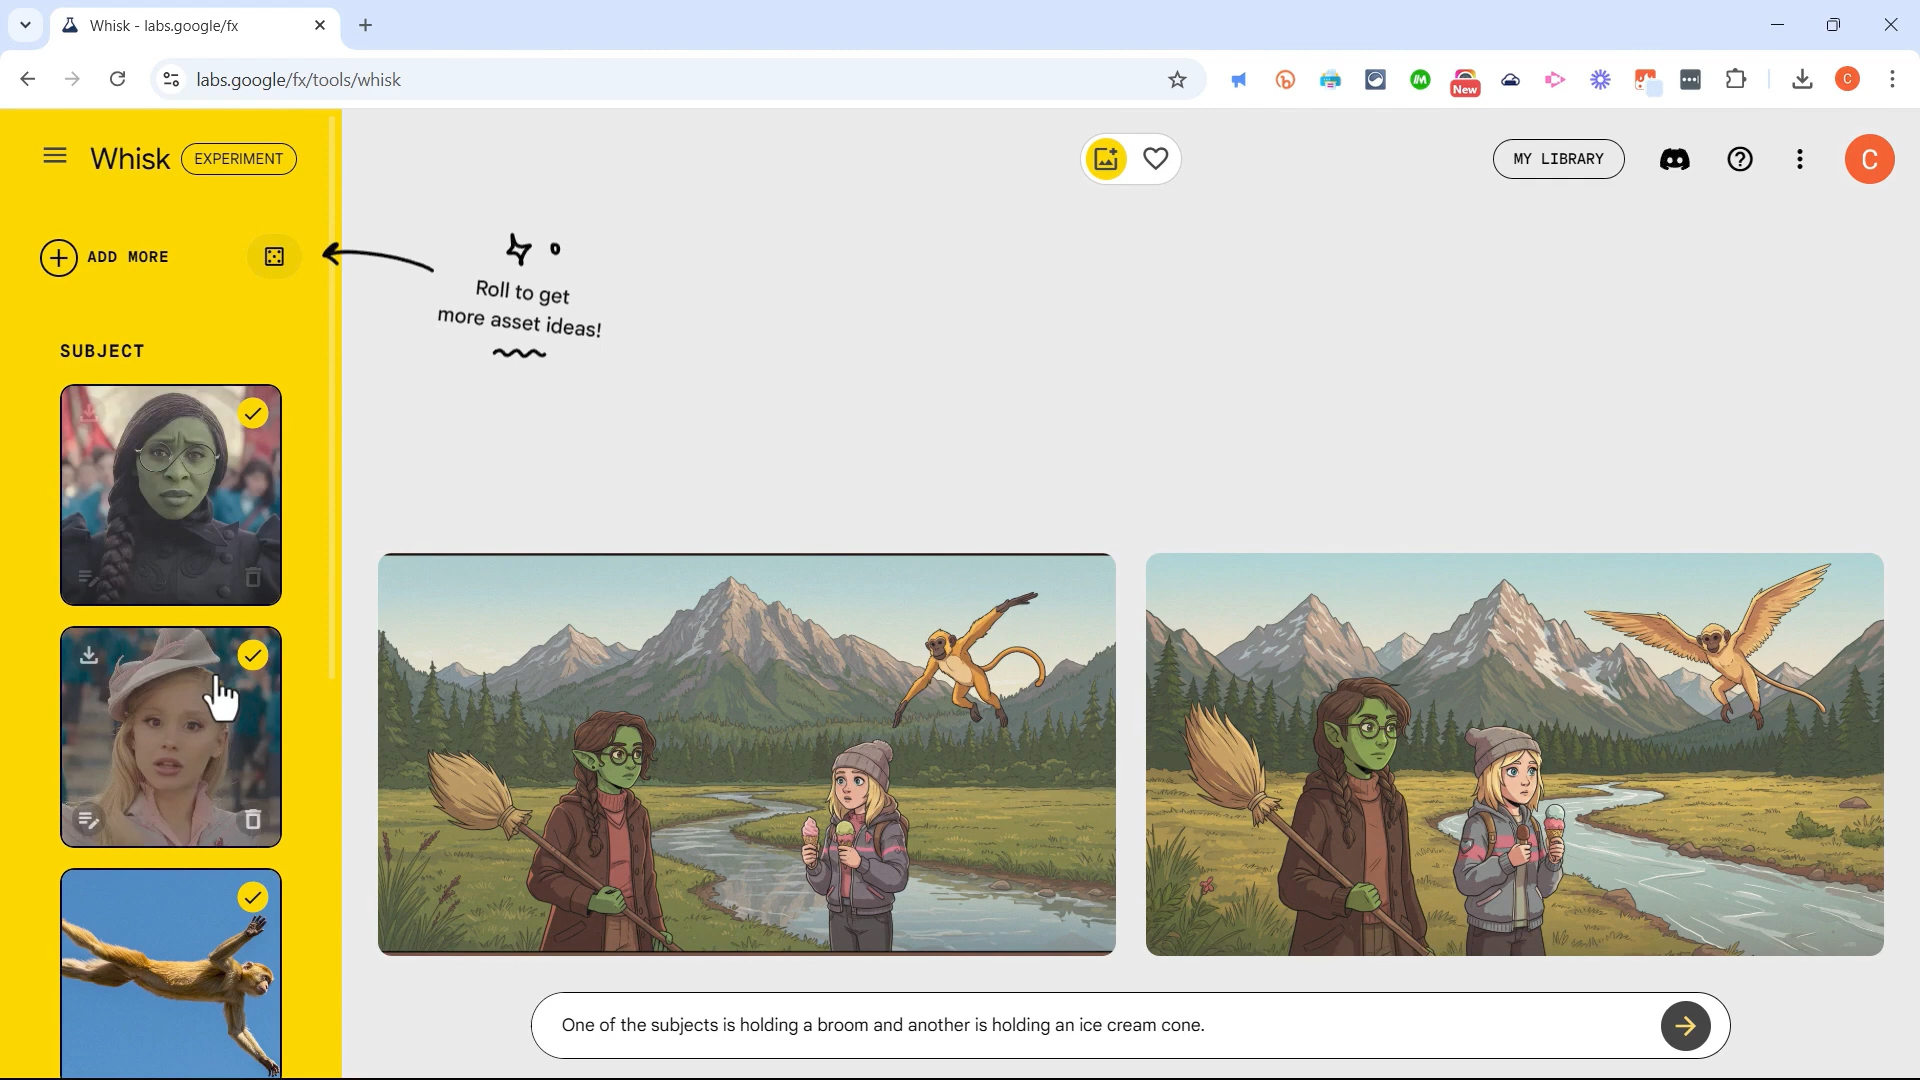 Whisk - labs.google/fx
labs.google/fx/tools/whisk
New
C
Whisk EXPERIMENT
MY LIBRARY
C
ADD MORE
Roll to get
more asset ideas!
SUBJECT
One of the subjects is holding a broom and another is holding an ice cream cone.